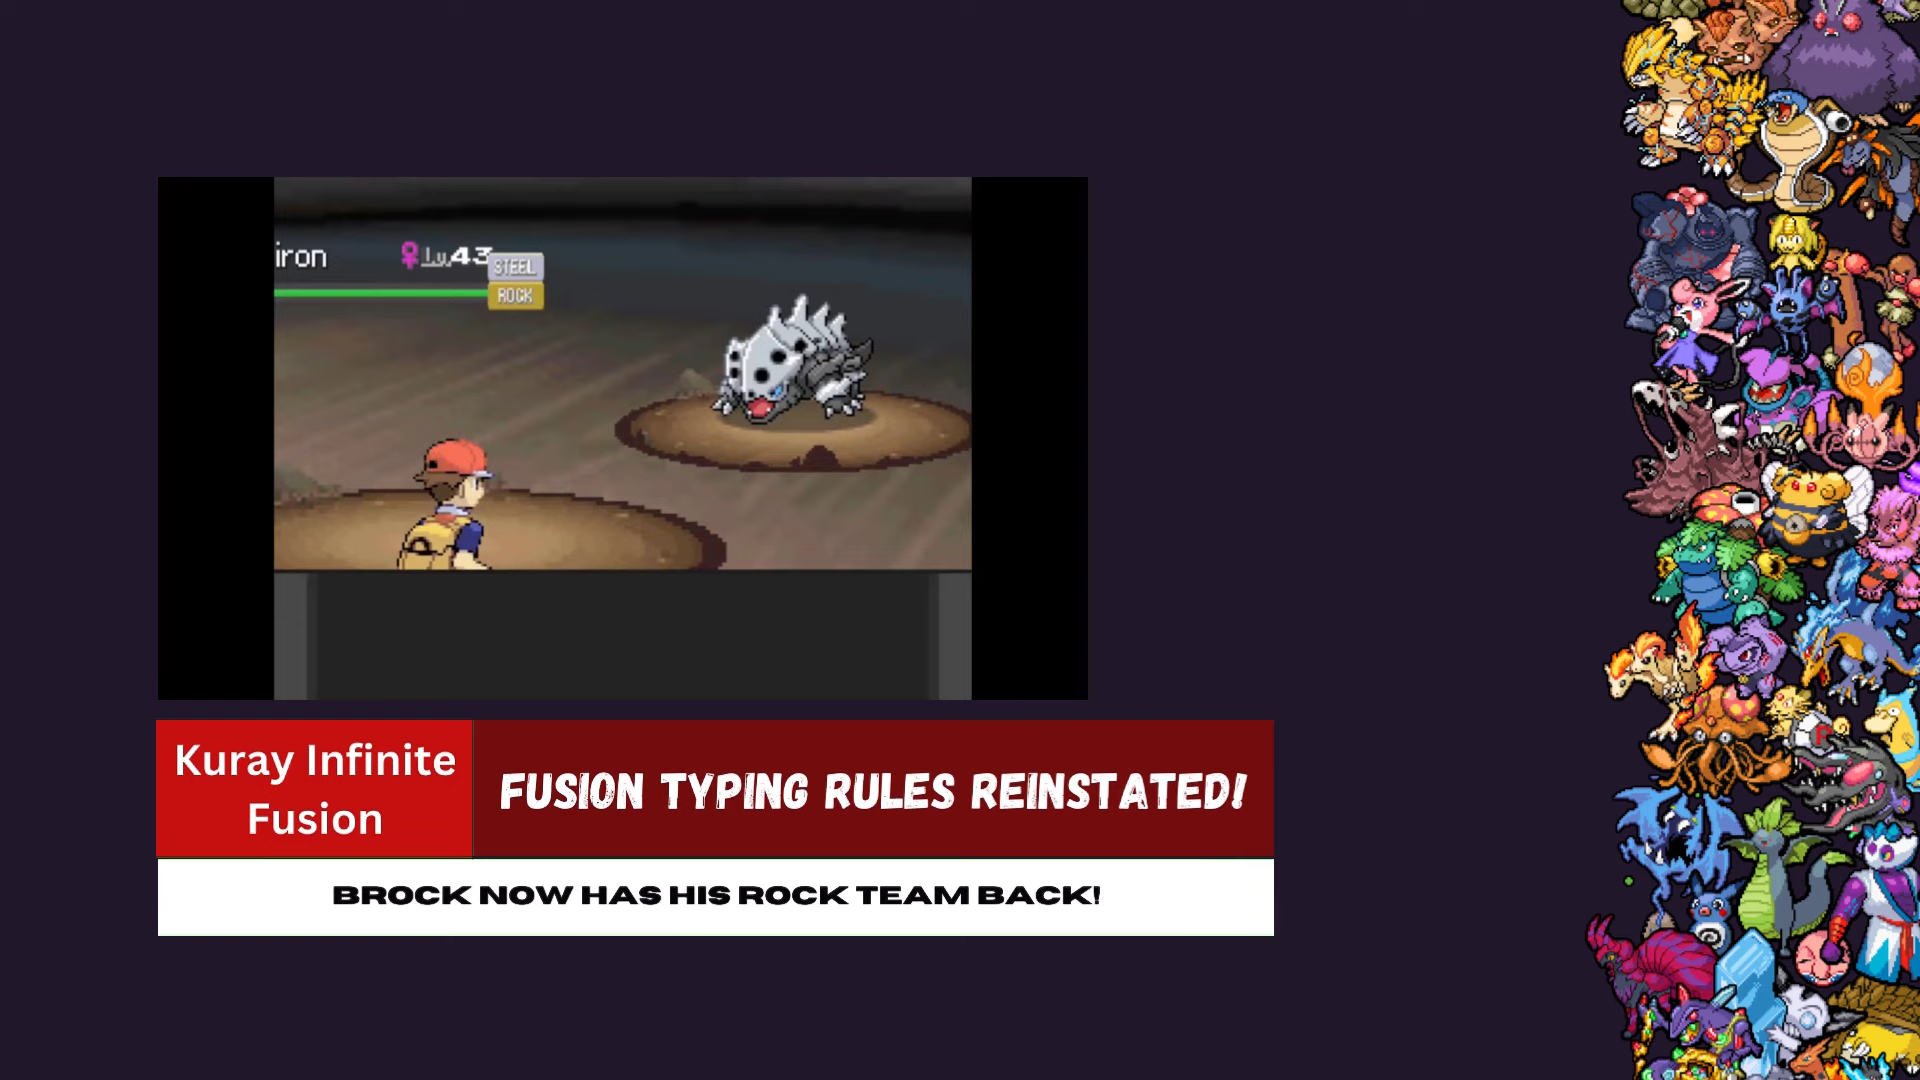 iron ♀Lv.43
STEEL
ROCK
Kuray Infinite
Fusion
FUSION TYPING RULES REINSTATED!
BROCK NOW HAS HIS ROCK TEAM BACK!